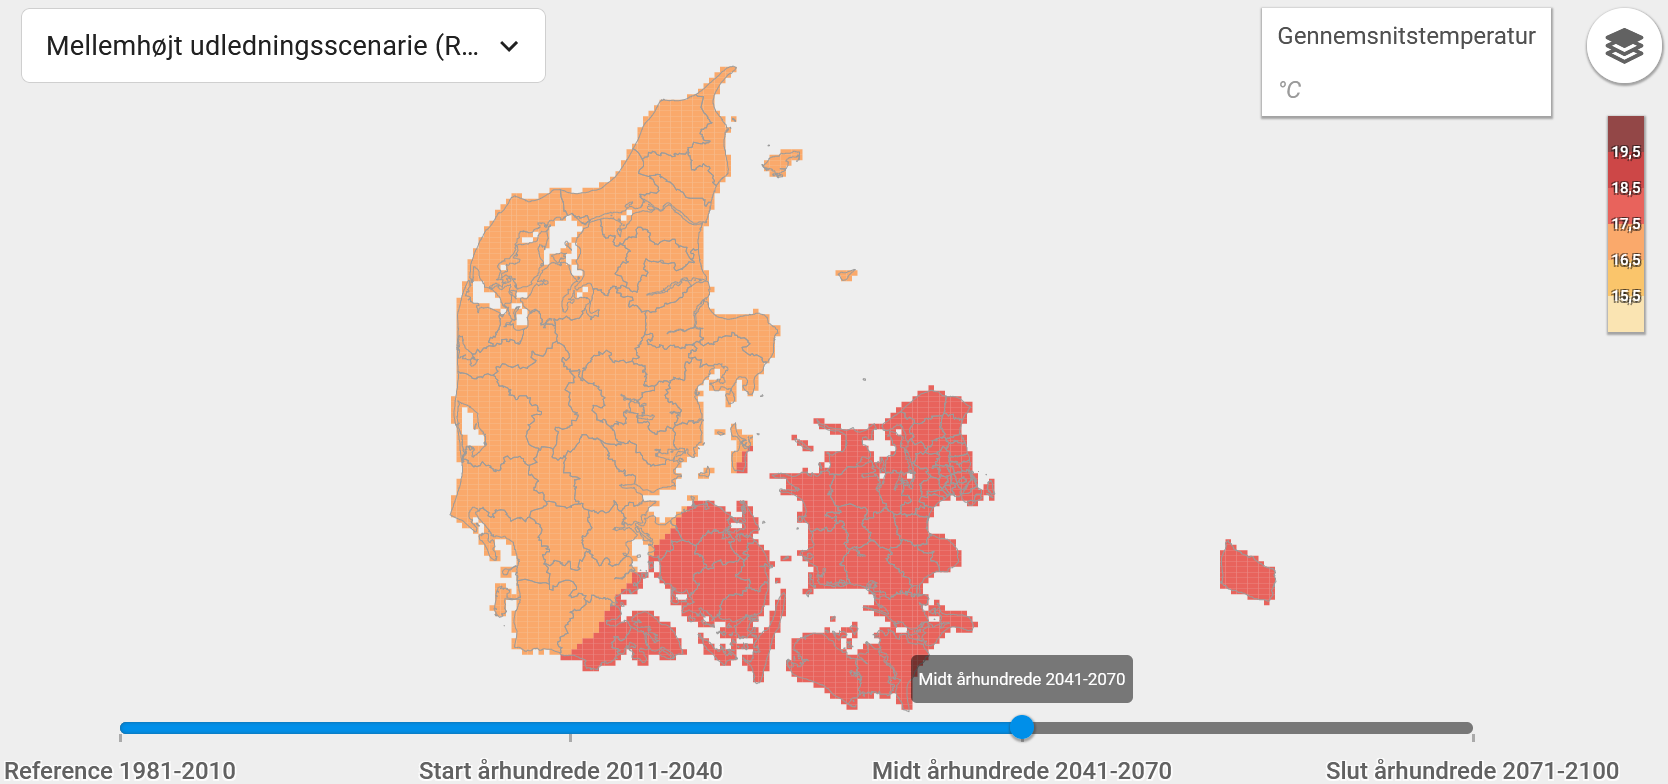 Mellemhøjt udledningsscenarie (R...
Gennemsnitstemperatur
°C
19,5
18,5
17,5
16,5
15,5
Midt århundrede 2041-2070
Reference 1981-2010
Start århundrede 2011-2040
Midt århundrede 2041-2070
Slut århundrede 2071-2100